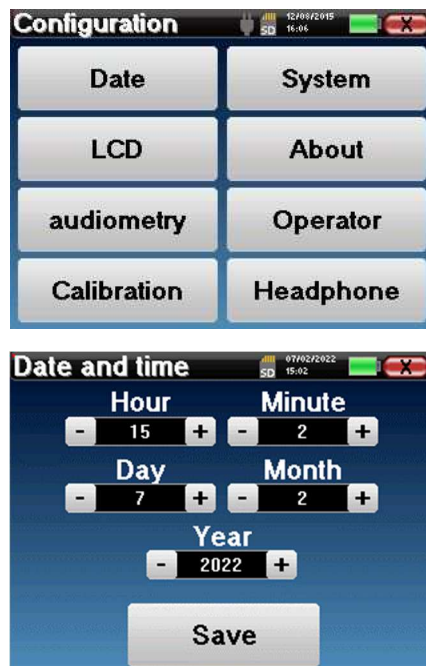 Configuration SD 12/08/2015
16:06 X
Date System
LCD About
audiometry Operator
Calibration Headphone
Date and time SD 07/02/2022
15:02 X
Hour Minute
- 15 + - 2 +
Day Month
- 7 + - 2 +
Year
- 2022 +
Save